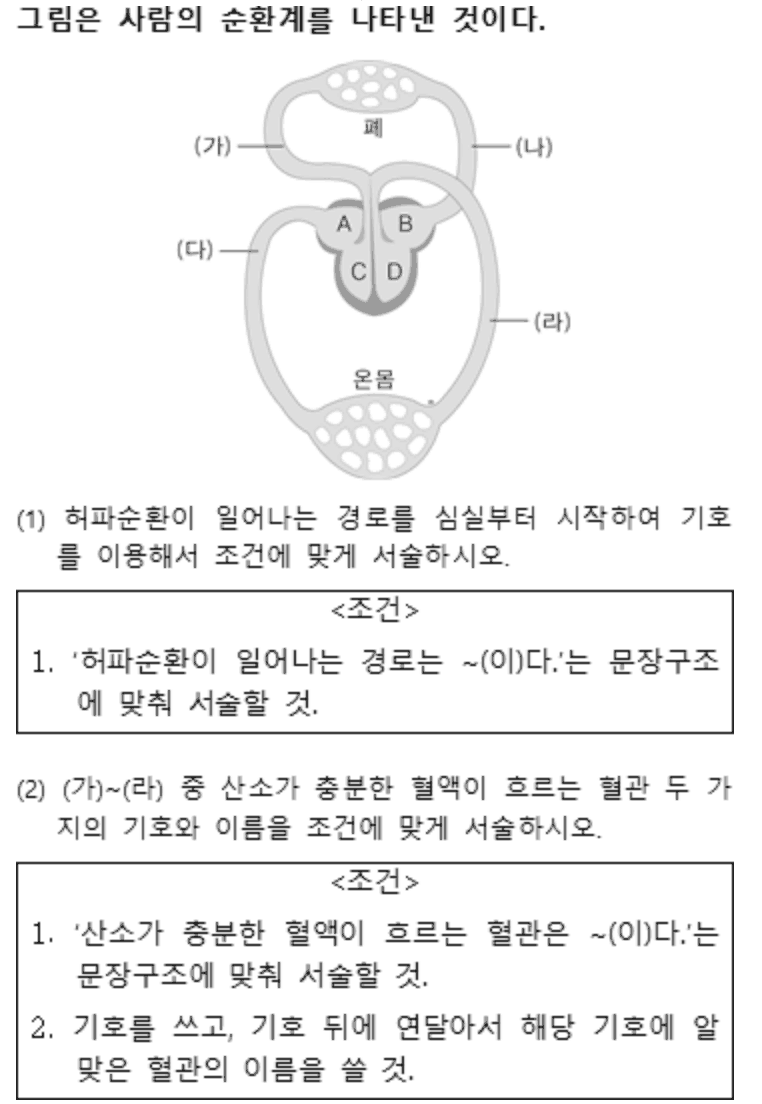 그림은 사람의 순환계를 나타낸 것이다.
폐
(가)
(나)
A
B
(다)
C
D
(라)
온몸
(1) 허파순환이 일어나는 경로를 심실부터 시작하여 기호
를 이용해서 조건에 맞게 서술하시오.
<조건>
1. '허파순환이 일어나는 경로는 ~(이)다.'는 문장구조
에 맞춰 서술할 것.
(2) (가)~(라) 중 산소가 충분한 혈액이 흐르는 혈관 두 가
지의 기호와 이름을 조건에 맞게 서술하시오.
<조건>
1. '산소가 충분한 혈액이 흐르는 혈관은 ~(이)다.'는
문장구조에 맞춰 서술할 것.
2. 기호를 쓰고, 기호 뒤에 연달아서 해당 기호에 알
맞은 혈관의 이름을 쓸 것.